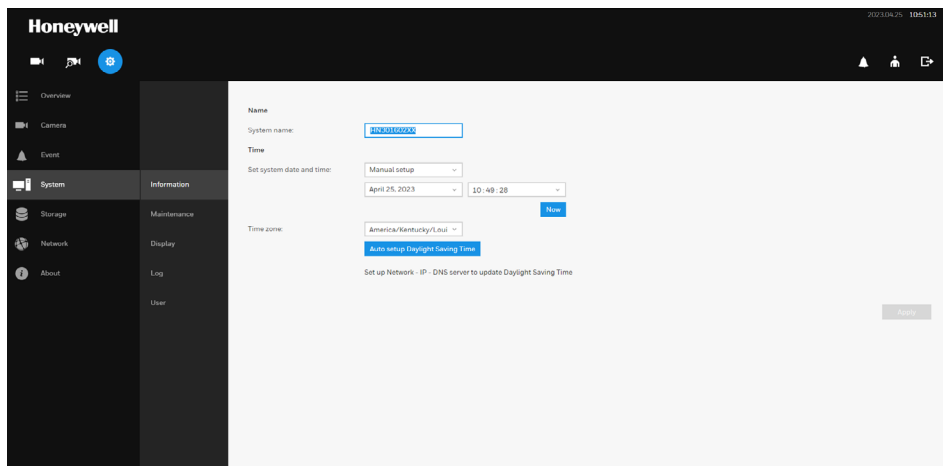 2023.04.25 10:51:13
Honeywell
Overview
Camera
Event
System
Storage
Network
About
Information
Maintenance
Display
Log
User
Name
System name: HN301602XX
Time
Set system date and time: Manual setup
April 25, 2023 10:49:28
Now
Time zone: America/Kentucky/Loui
Auto setup Daylight Saving Time
Set up Network - IP - DNS server to update Daylight Saving Time
Apply